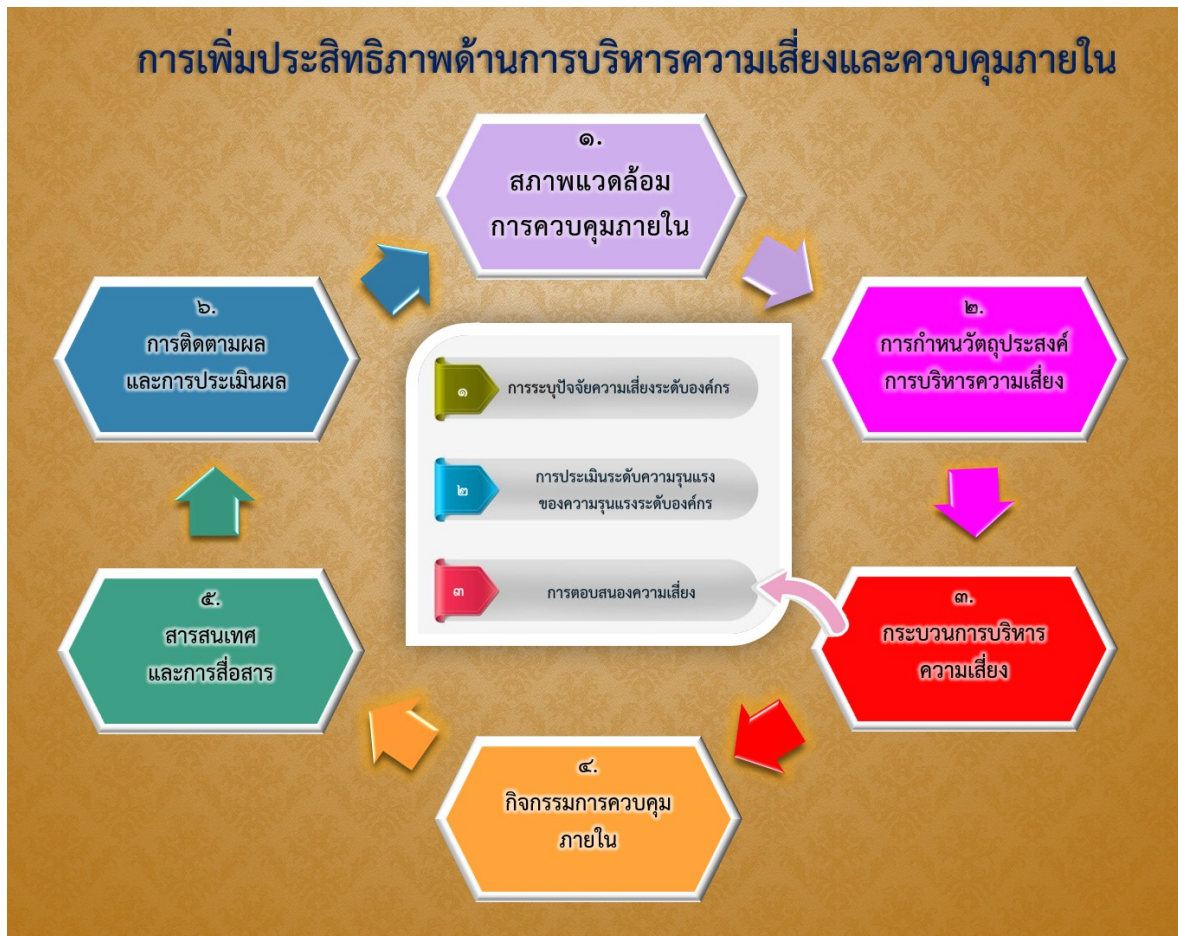 การเพิ่มประสิทธิภาพด้านการบริหารความเสี่ยงและควบคุมภายใน
๑.
สภาพแวดล้อม
การควบคุมภายใน
๒.
การกำหนวัตถุประสงค์
การบริหารความเสี่ยง
๓.
กระบวนการบริหาร
ความเสี่ยง
๑
การระบุปัจจัยความเสี่ยงระดับองค์กร
๒
การประเมินระดับความรุนแรง
ของความรุนแรงระดับองค์กร
๓
การตอบสนองความเสี่ยง
๔.
กิจกรรมการควบคุม
ภายใน
๕.
สารสนเทศ
และการสื่อสาร
๖.
การติดตามผล
และการประเมินผล